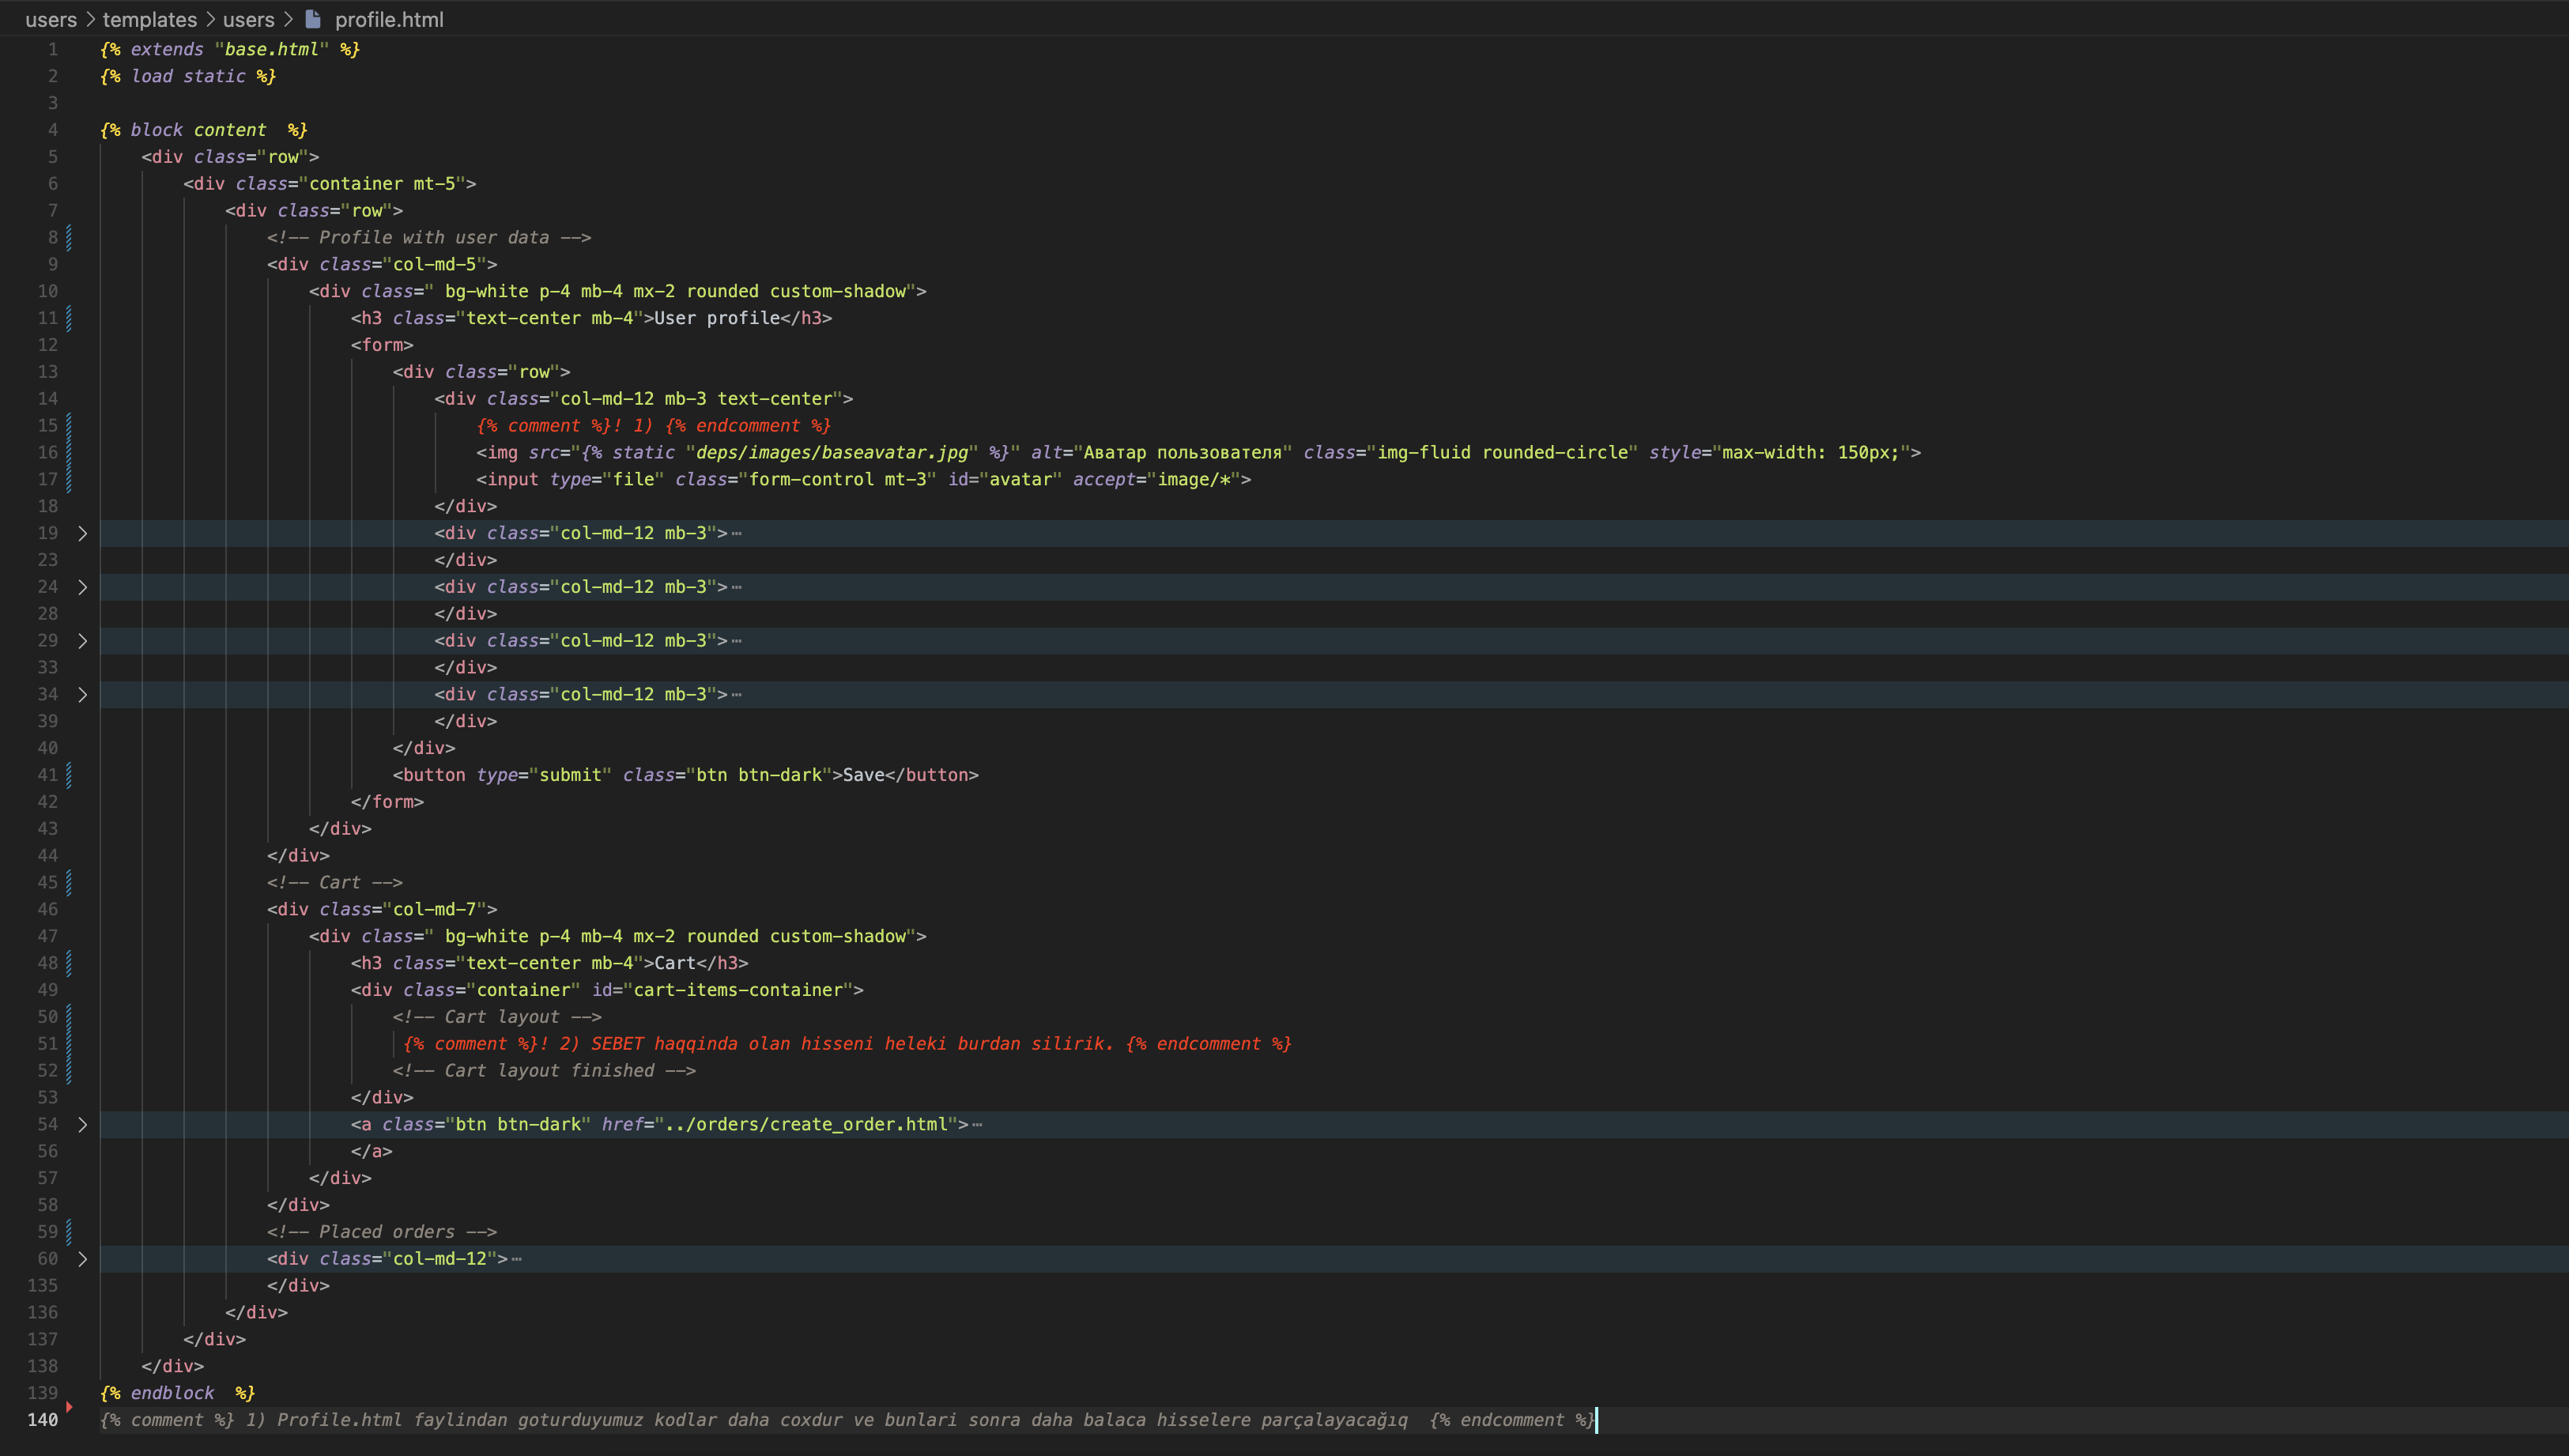 users > templates > users > profile.html
1 {% extends "base.html" %}
2 {% load static %}
3
4 {% block content  %}
5     <div class="row">
6         <div class="container mt-5">
7             <div class="row">
8                 <!-- Profile with user data -->
9                 <div class="col-md-5">
10                     <div class=" bg-white p-4 mb-4 mx-2 rounded custom-shadow">
11                         <h3 class="text-center mb-4">User profile</h3>
12                         <form>
13                             <div class="row">
14                                 <div class="col-md-12 mb-3 text-center">
15                                     {% comment %}! 1) {% endcomment %}
16                                     <img src="{% static "deps/images/baseavatar.jpg" %}" alt="Аватар пользователя" class="img-fluid rounded-circle" style="max-width: 150px;">
17                                     <input type="file" class="form-control mt-3" id="avatar" accept="image/*">
18                                 </div>
19                                 <div class="col-md-12 mb-3">⋯
23                                 </div>
24                                 <div class="col-md-12 mb-3">⋯
28                                 </div>
29                                 <div class="col-md-12 mb-3">⋯
33                                 </div>
34                                 <div class="col-md-12 mb-3">⋯
39                                 </div>
40                             </div>
41                             <button type="submit" class="btn btn-dark">Save</button>
42                         </form>
43                     </div>
44                 </div>
45                 <!-- Cart -->
46                 <div class="col-md-7">
47                     <div class=" bg-white p-4 mb-4 mx-2 rounded custom-shadow">
48                         <h3 class="text-center mb-4">Cart</h3>
49                         <div class="container" id="cart-items-container">
50                             <!-- Cart layout -->
51                              {% comment %}! 2) SEBET haqqinda olan hisseni heleki burdan silirik. {% endcomment %}
52                             <!-- Cart layout finished -->
53                         </div>
54                         <a class="btn btn-dark" href="../orders/create_order.html">⋯
56                         </a>
57                     </div>
58                 </div>
59                 <!-- Placed orders -->
60                 <div class="col-md-12">⋯
135                 </div>
136             </div>
137         </div>
138     </div>
139 {% endblock  %}
140 {% comment %} 1) Profile.html faylindan goturduyumuz kodlar daha coxdur ve bunlari sonra daha balaca hisselere parçalayacağıq  {% endcomment %}